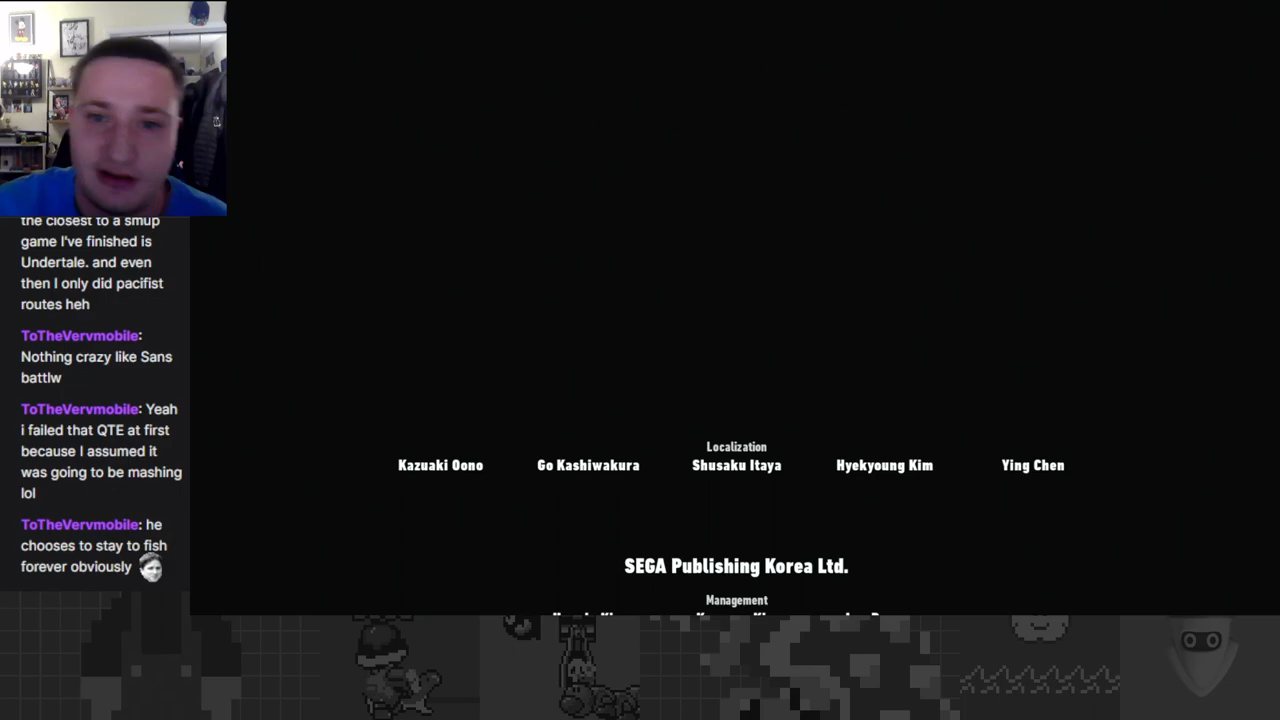 the closest to a smup
game I've finished is
Undertale. and even
then I only did pacifist
routes heh
ToTheVervmobile:
Nothing crazy like Sans
battlw
ToTheVervmobile: Yeah
i failed that QTE at first
because I assumed it
was going to be mashing
lol
ToTheVervmobile: he
chooses to stay to fish
forever obviously
Localization
Kazuaki Oono Go Kashiwakura Shusaku Itaya Hyekyoung Kim Ying Chen
SEGA Publishing Korea Ltd.
Management